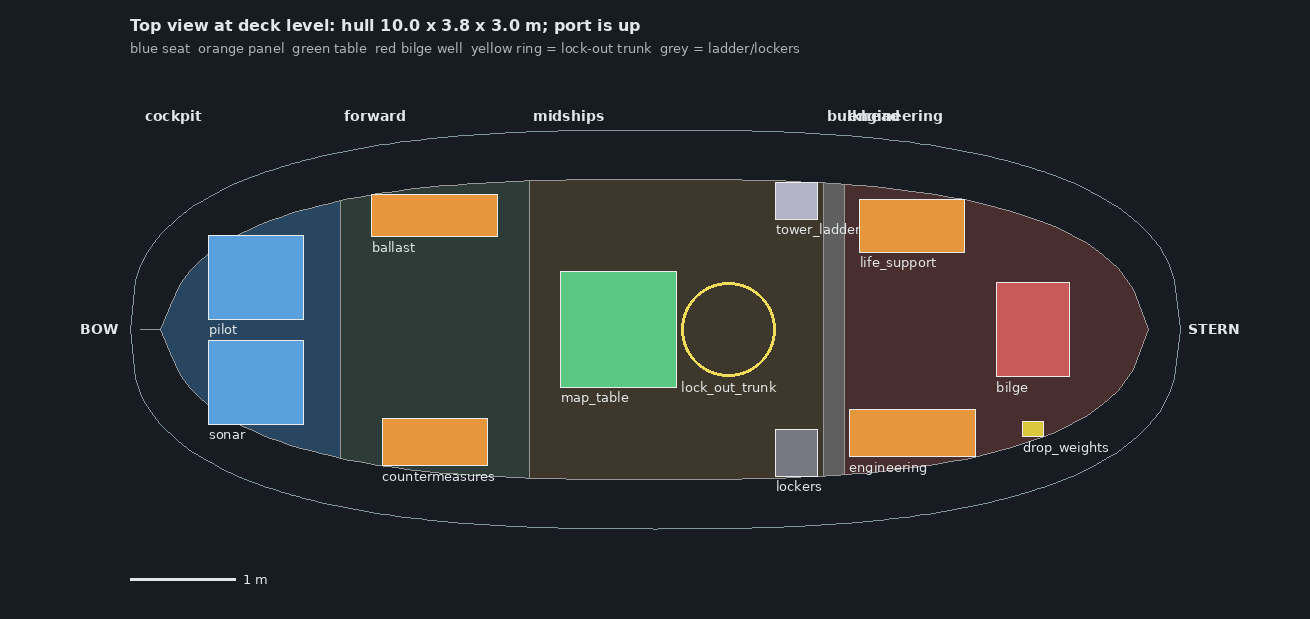 Top view at deck level: hull 10.0 x 3.8 x 3.0 m; port is up
blue seat  orange panel  green table  red bilge well  yellow ring = lock-out trunk  grey = ladder/lockers
cockpit
forward
midships
bulkhead
engineering
tower_ladder
ballast
life_support
BOW
pilot
STERN
map_table
lock_out_trunk
bilge
sonar
drop_weights
countermeasures
engineering
lockers
1 m